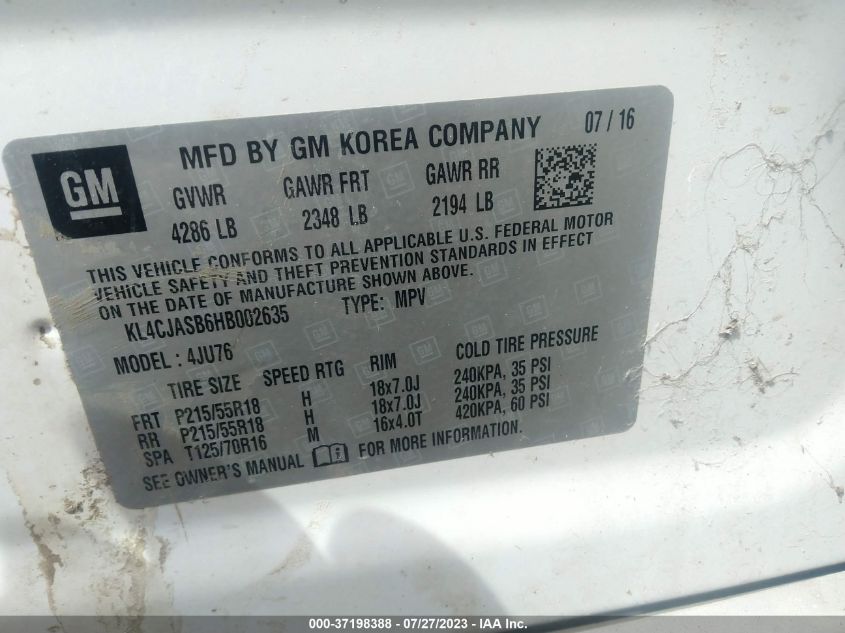 MFD BY GM KOREA COMPANY 07 / 16
GM
GVWR GAWR FRT GAWR RR
4286 LB 2348 LB 2194 LB
THIS VEHICLE CONFORMS TO ALL APPLICABLE U.S. FEDERAL MOTOR
VEHICLE SAFETY AND THEFT PREVENTION STANDARDS IN EFFECT
ON THE DATE OF MANUFACTURE SHOWN ABOVE.
KL4CJASB6HB002635 TYPE: MPV
MODEL : 4JU76
TIRE SIZE SPEED RTG RIM COLD TIRE PRESSURE
FRT P215/55R18 H 18x7.0J 240KPA, 35 PSI
RR P215/55R18 H 18x7.0J 240KPA, 35 PSI
SPA T125/70R16 M 16x4.0T 420KPA, 60 PSI
SEE OWNER'S MANUAL FOR MORE INFORMATION.
000-37198388 - 07/27/2023 - IAA Inc.